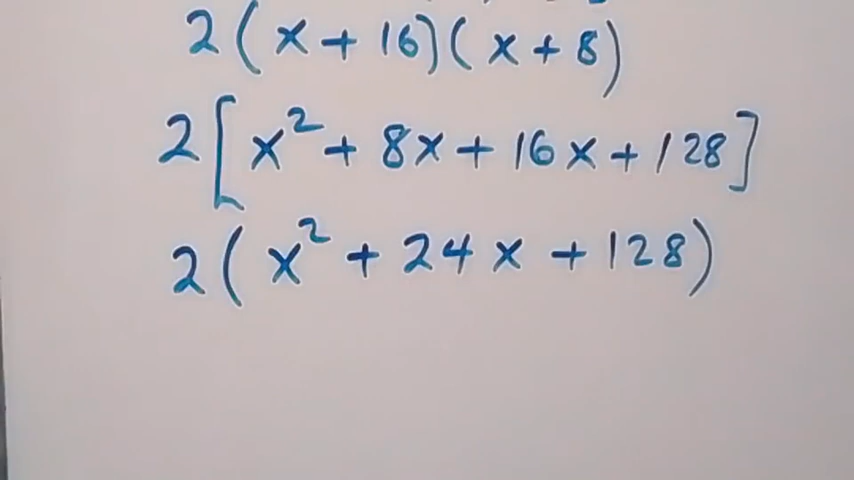 2(x + 16)(x + 8)
2[x² + 8x + 16x + 128]
2(x² + 24x + 128)